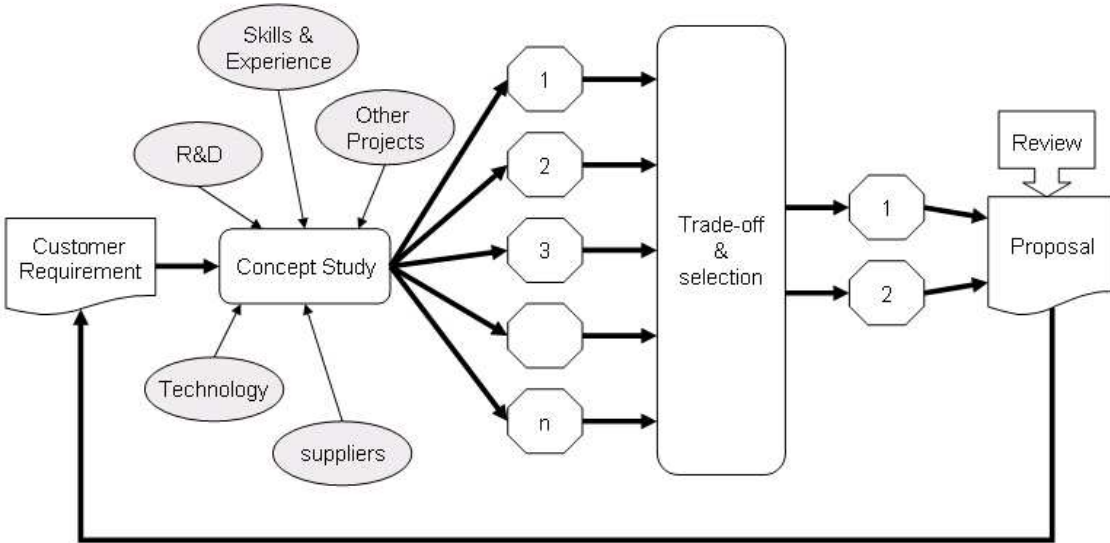 Skills &
Experience
Other
Projects
R&D
Customer
Requirement
Concept Study
Technology
suppliers
1
2
3
n
Trade-off
&
selection
1
2
Review
Proposal